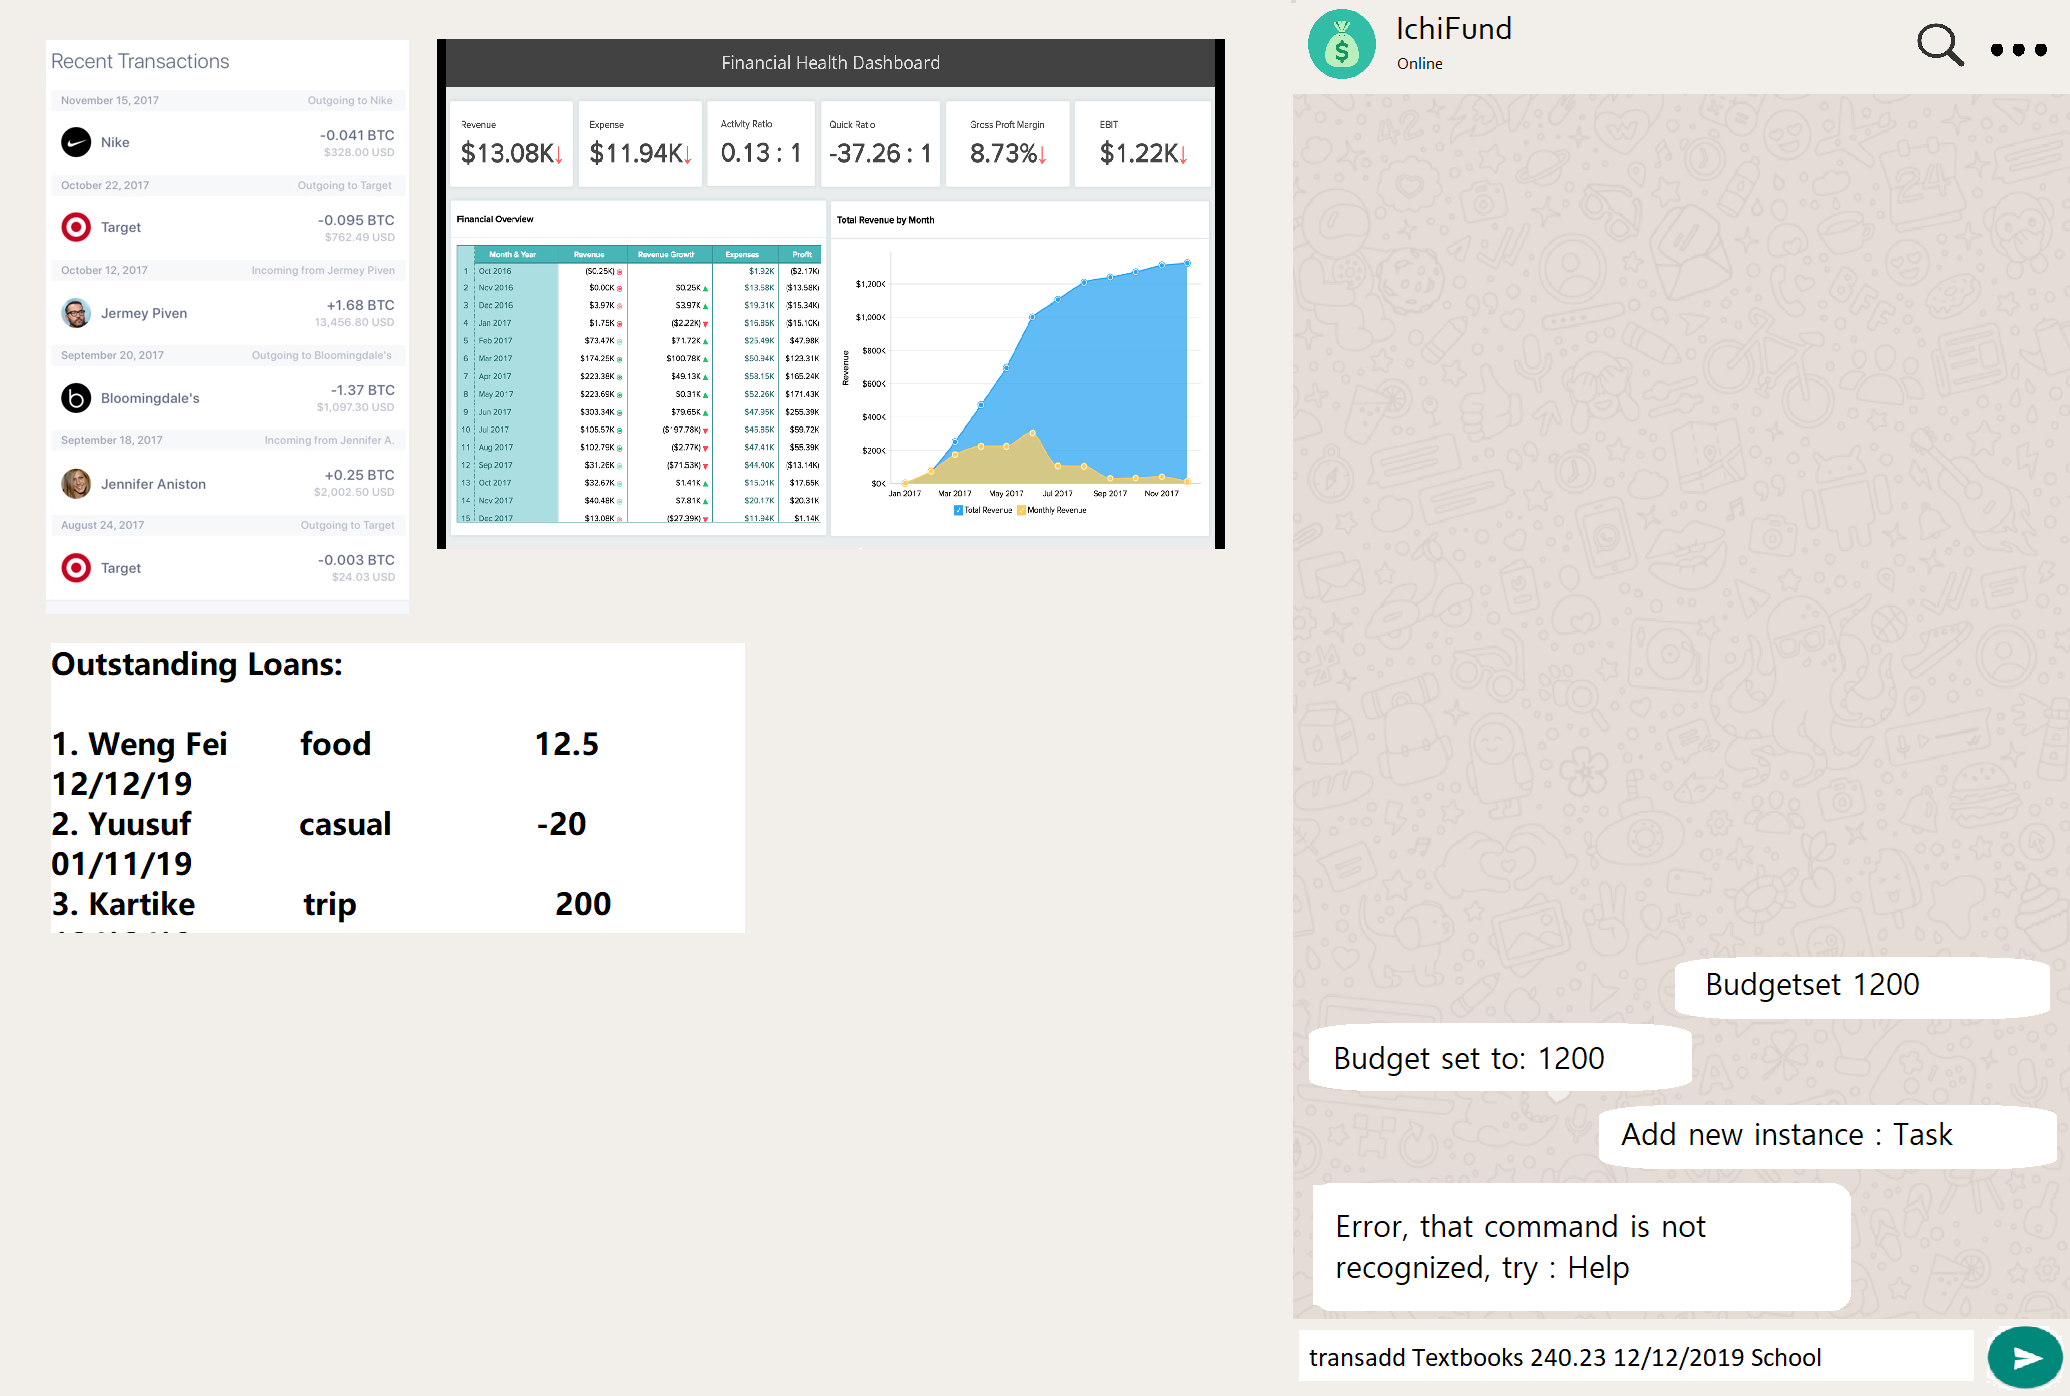 Recent Transactions
November 15, 2017 Outgoing to Nike
Nike -0.041 BTC
$328.00 USD
October 22, 2017 Outgoing to Target
Target -0.095 BTC
$762.49 USD
October 12, 2017 Incoming from Jermey Piven
Jermey Piven +1.68 BTC
13,456.80 USD
September 20, 2017 Outgoing to Bloomingdale's
Bloomingdale's -1.37 BTC
$1,097.30 USD
September 18, 2017 Incoming from Jennifer A.
Jennifer Aniston +0.25 BTC
$2,002.50 USD
August 24, 2017 Outgoing to Target
Target -0.003 BTC
$24.03 USD
Financial Health Dashboard
Revenue Expense Activity Ratio Quick Ratio Gross Proft Margin EBIT
$13.08K↓ $11.94K↓ 0.13 : 1 -37.26 : 1 8.73%↓ $1.22K↓
Financial Overview
Month & Year Revenue Revenue Growth Expenses Profit
1 Oct 2016 ($0.25K) $1.92K ($2.17K)
2 Nov 2016 $0.00K $0.25K $13.58K ($13.58K)
3 Dec 2016 $3.97K $3.97K $19.31K ($15.34K)
4 Jan 2017 $1.75K ($2.22K) $16.85K ($15.10K)
5 Feb 2017 $73.47K $71.72K $25.49K $47.98K
6 Mar 2017 $174.25K $100.78K $50.94K $123.31K
7 Apr 2017 $223.38K $49.13K $58.15K $165.24K
8 May 2017 $223.69K $0.31K $52.26K $171.43K
9 Jun 2017 $303.34K $79.65K $47.95K $255.39K
10 Jul 2017 $105.57K ($197.78K) $45.85K $59.72K
11 Aug 2017 $102.79K ($2.77K) $47.41K $55.39K
12 Sep 2017 $31.26K ($71.53K) $44.40K ($13.14K)
13 Oct 2017 $32.67K $1.41K $15.01K $17.65K
14 Nov 2017 $40.48K $7.81K $20.17K $20.31K
15 Dec 2017 $13.08K ($27.39K) $11.94K $1.14K
Total Revenue by Month
Revenue
$1,200K
$1,000K
$800K
$600K
$400K
$200K
$0K
Jan 2017 Mar 2017 May 2017 Jul 2017 Sep 2017 Nov 2017
Total Revenue Monthly Revenue
Outstanding Loans:
1. Weng Fei food 12.5
12/12/19
2. Yuusuf casual -20
01/11/19
3. Kartike trip 200
IchiFund
Online
Budgetset 1200
Budget set to: 1200
Add new instance : Task
Error, that command is not
recognized, try : Help
transadd Textbooks 240.23 12/12/2019 School